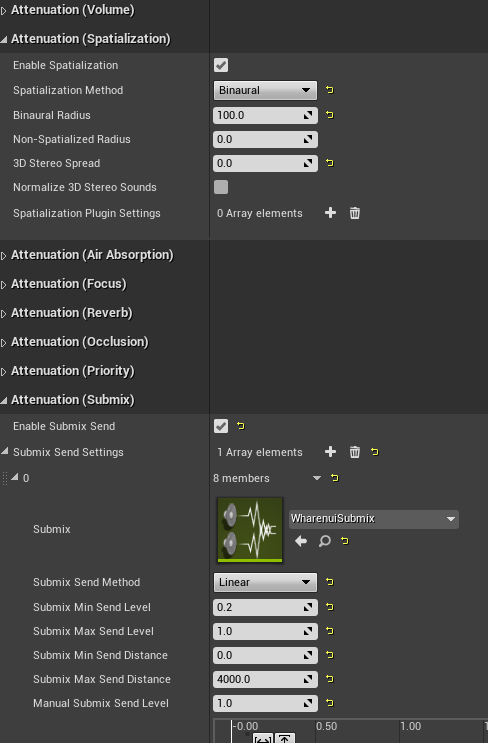 Attenuation (Volume)
Attenuation (Spatialization)
Enable Spatialization
Spatialization Method Binaural
Binaural Radius 100.0
Non-Spatialized Radius 0.0
3D Stereo Spread 0.0
Normalize 3D Stereo Sounds
Spatialization Plugin Settings 0 Array elements
Attenuation (Air Absorption)
Attenuation (Focus)
Attenuation (Reverb)
Attenuation (Occlusion)
Attenuation (Priority)
Attenuation (Submix)
Enable Submix Send
Submix Send Settings 1 Array elements
0 8 members
Submix WharenuiSubmix
Submix Send Method Linear
Submix Min Send Level 0.2
Submix Max Send Level 1.0
Submix Min Send Distance 0.0
Submix Max Send Distance 4000.0
Manual Submix Send Level 1.0
-0.00 0.50 1.00